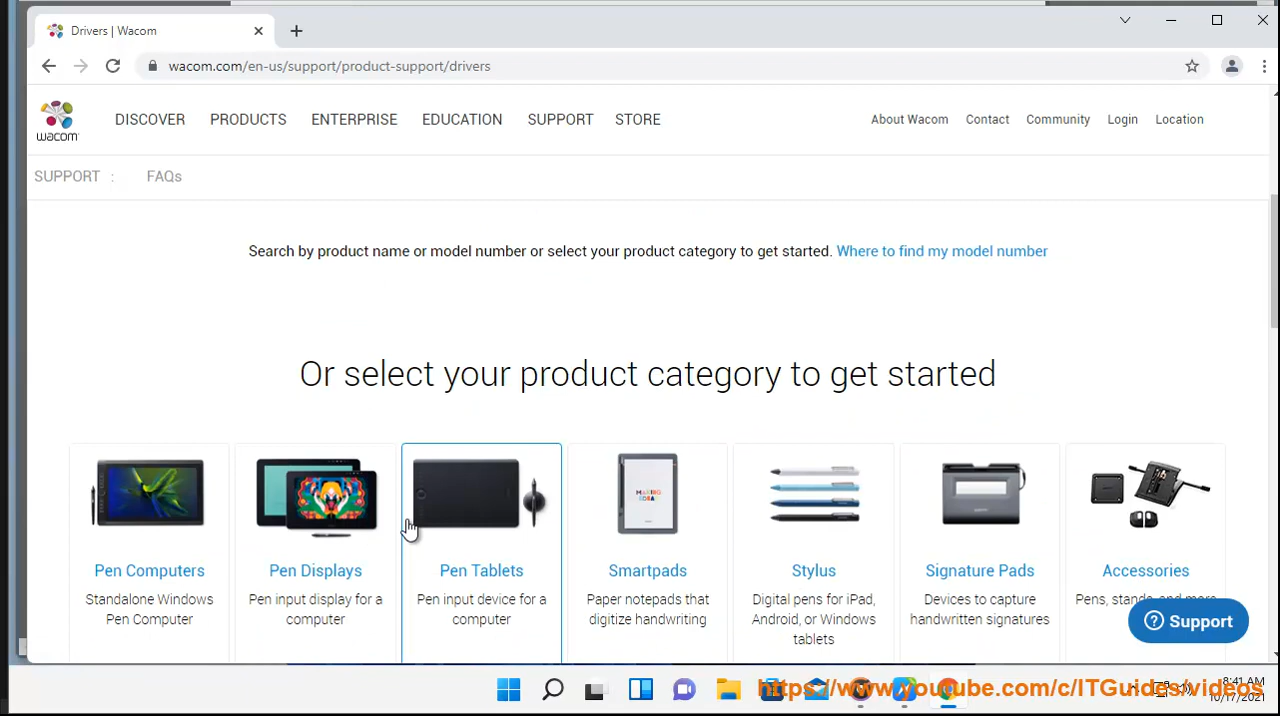 Drivers | Wacom
wacom.com/en-us/support/product-support/drivers
wacom
DISCOVER PRODUCTS ENTERPRISE EDUCATION SUPPORT STORE About Wacom Contact Community Login Location
SUPPORT : FAQs
Search by product name or model number or select your product category to get started. Where to find my model number
Or select your product category to get started
Pen Computers
Standalone Windows
Pen Computer
Pen Displays
Pen input display for a
computer
Pen Tablets
Pen input device for a
computer
Smartpads
Paper notepads that
digitize handwriting
Stylus
Digital pens for iPad,
Android, or Windows
tablets
Signature Pads
Devices to capture
handwritten signatures
Accessories
Pens, stands, and more
Support
https://www.youtube.com/c/ITGuides/videos
8:41 AM
10/17/2021